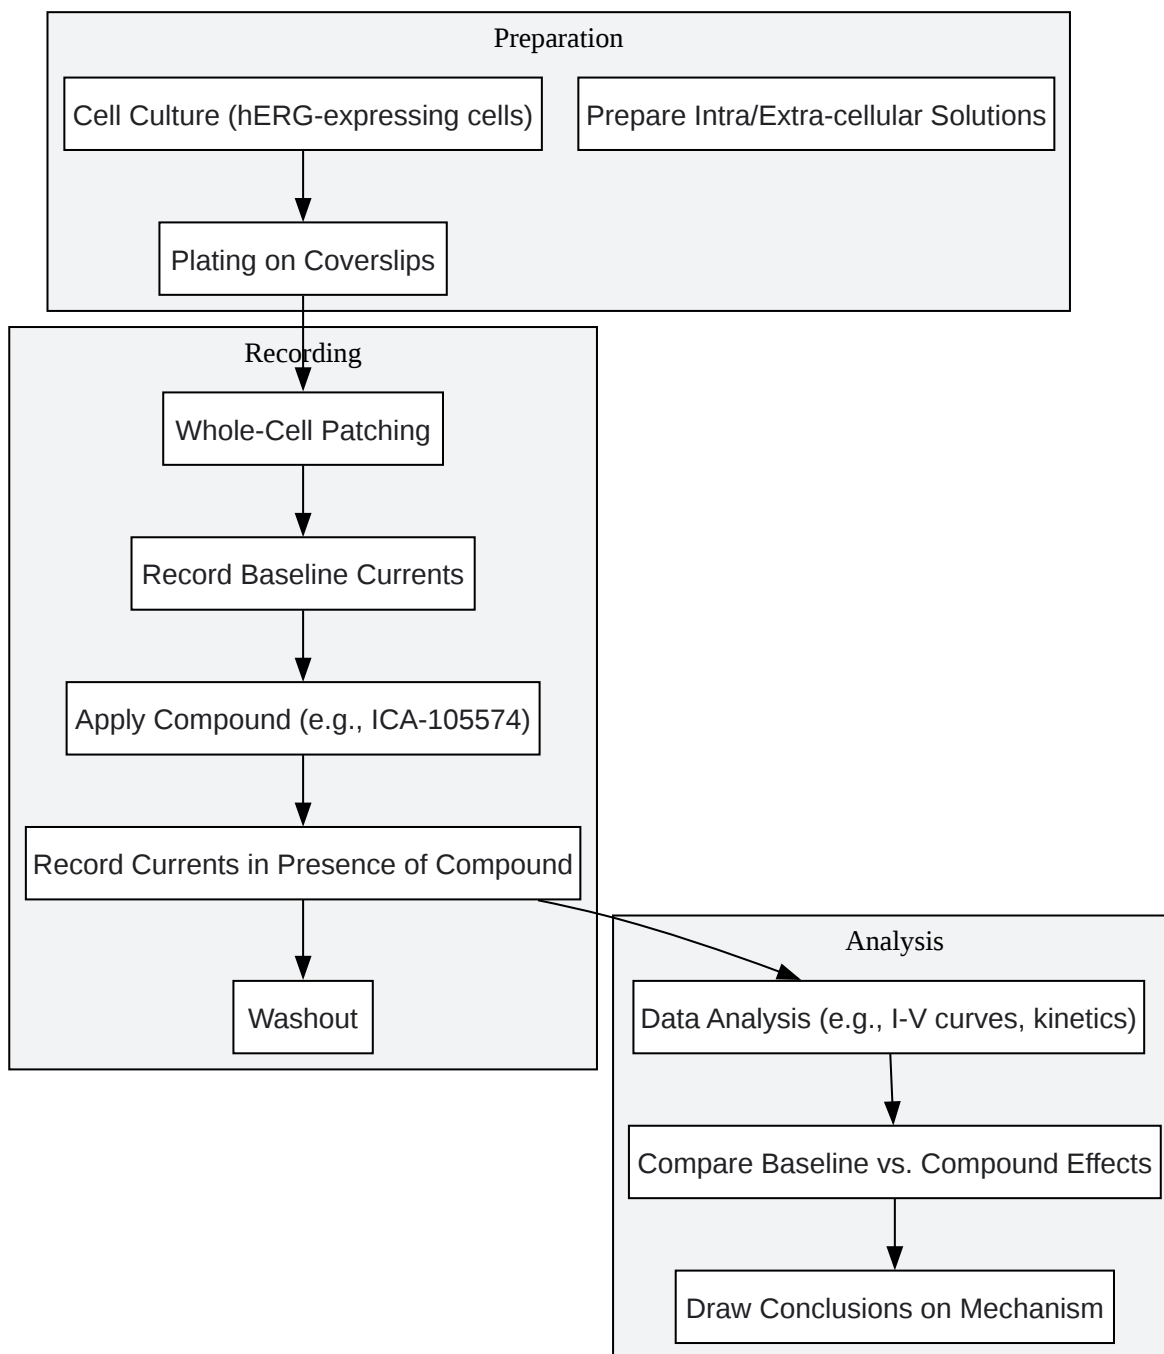 Preparation
Cell Culture (hERG-expressing cells)
Prepare Intra/Extra-cellular Solutions
Plating on Coverslips
Recording
Whole-Cell Patching
Record Baseline Currents
Apply Compound (e.g., ICA-105574)
Record Currents in Presence of Compound
Washout
Analysis
Data Analysis (e.g., I-V curves, kinetics)
Compare Baseline vs. Compound Effects
Draw Conclusions on Mechanism